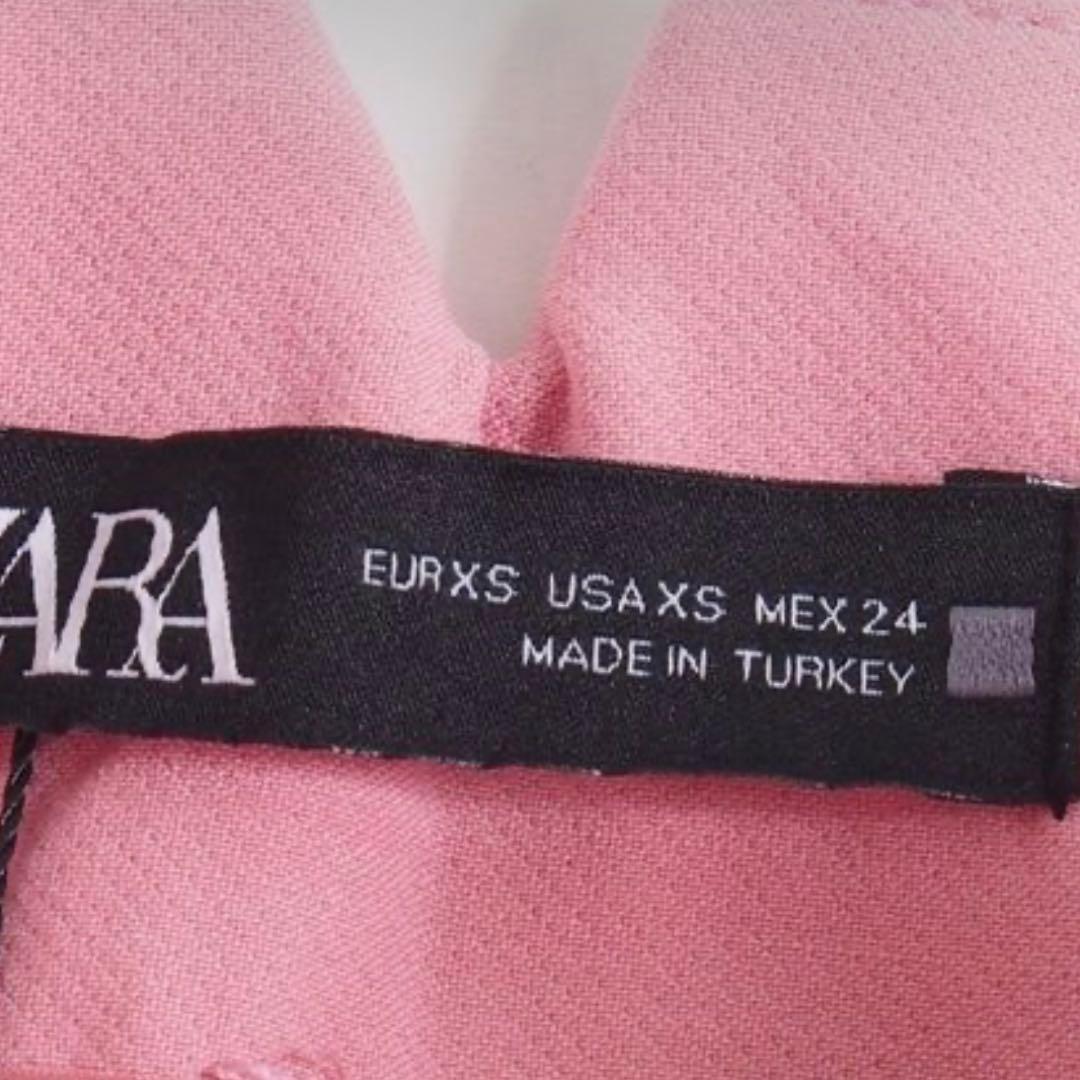 ZARA
EUR XS USA XS MEX 24
MADE IN TURKEY